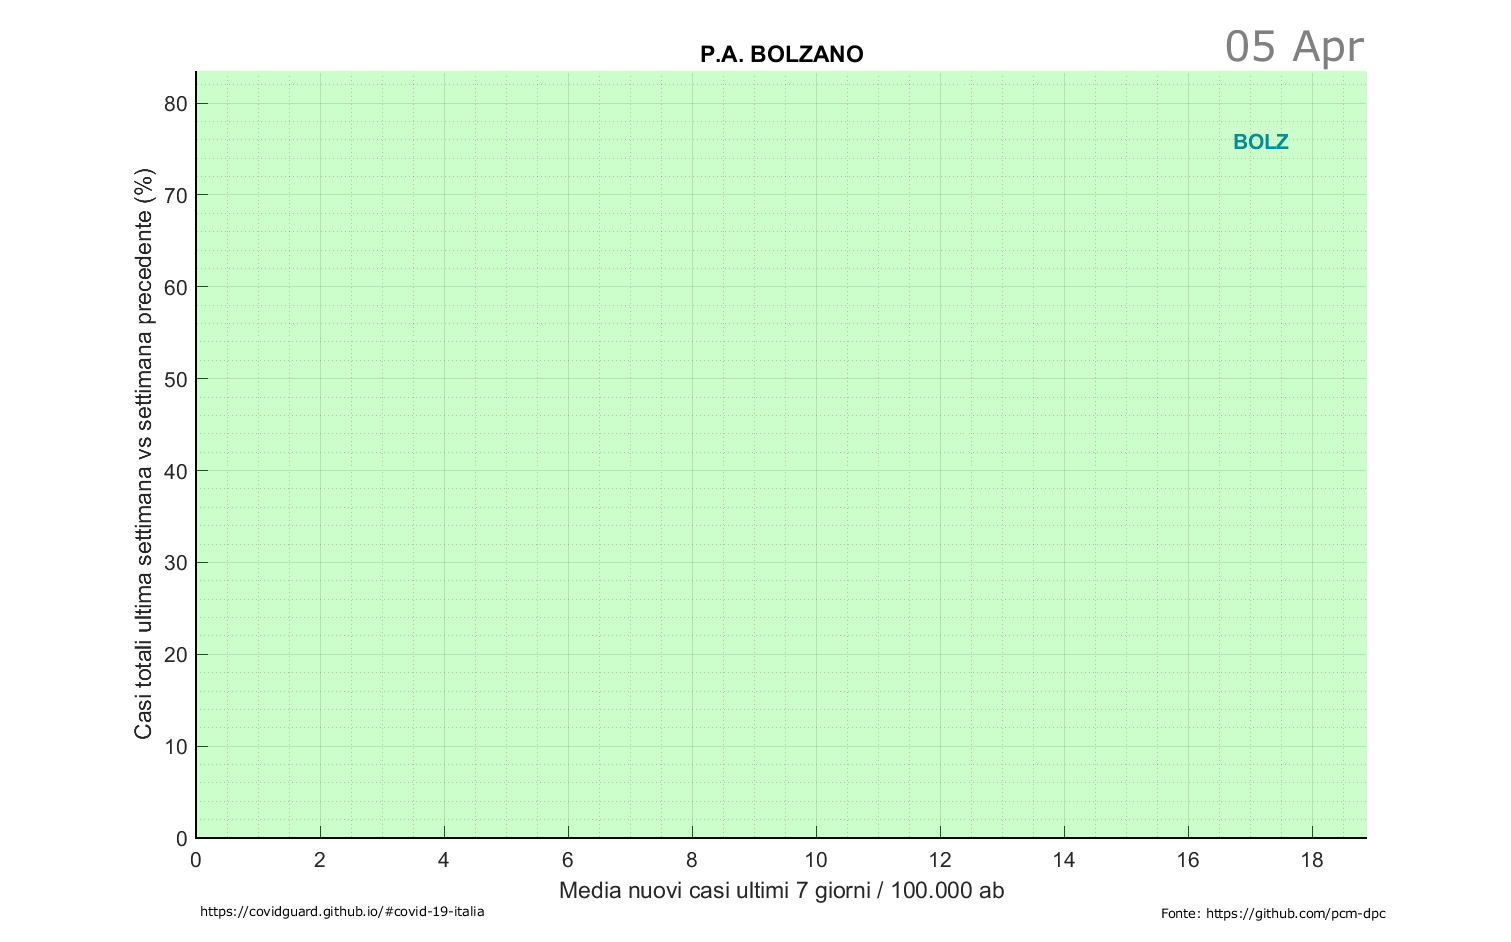 05 Apr
P.A. BOLZANO
80
70
60
50
40
30
20
10
0
Casi totali ultima settimana vs settimana precedente (%)
BOLZ
0 2 4 6 8 10 12 14 16 18
Media nuovi casi ultimi 7 giorni / 100.000 ab
https://covidguard.github.io/#covid-19-italia
Fonte: https://github.com/pcm-dpc